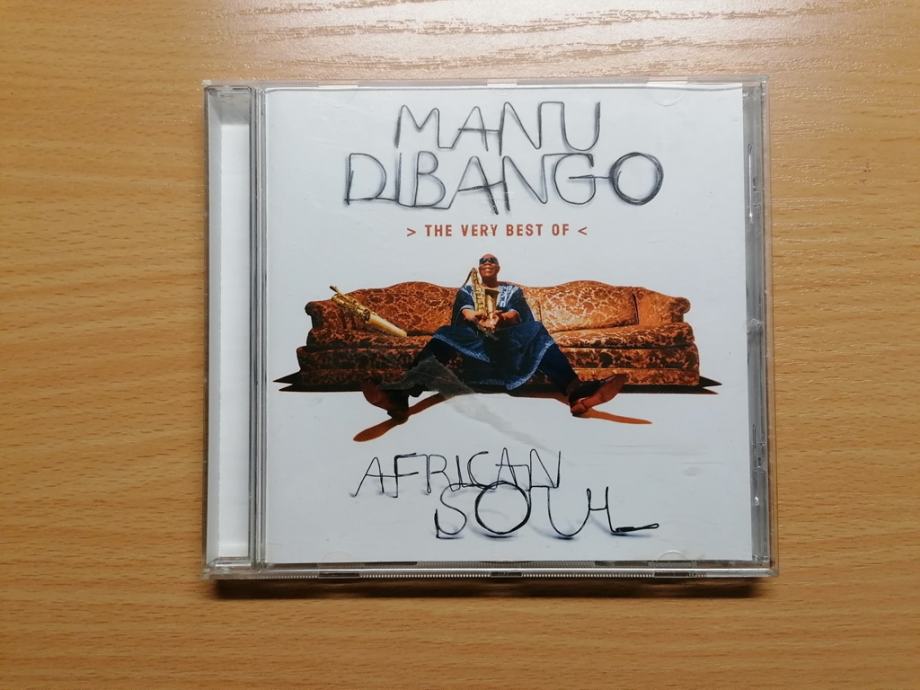 MANU
DIBANGO
> THE VERY BEST OF <
AFRICAN
SOUL